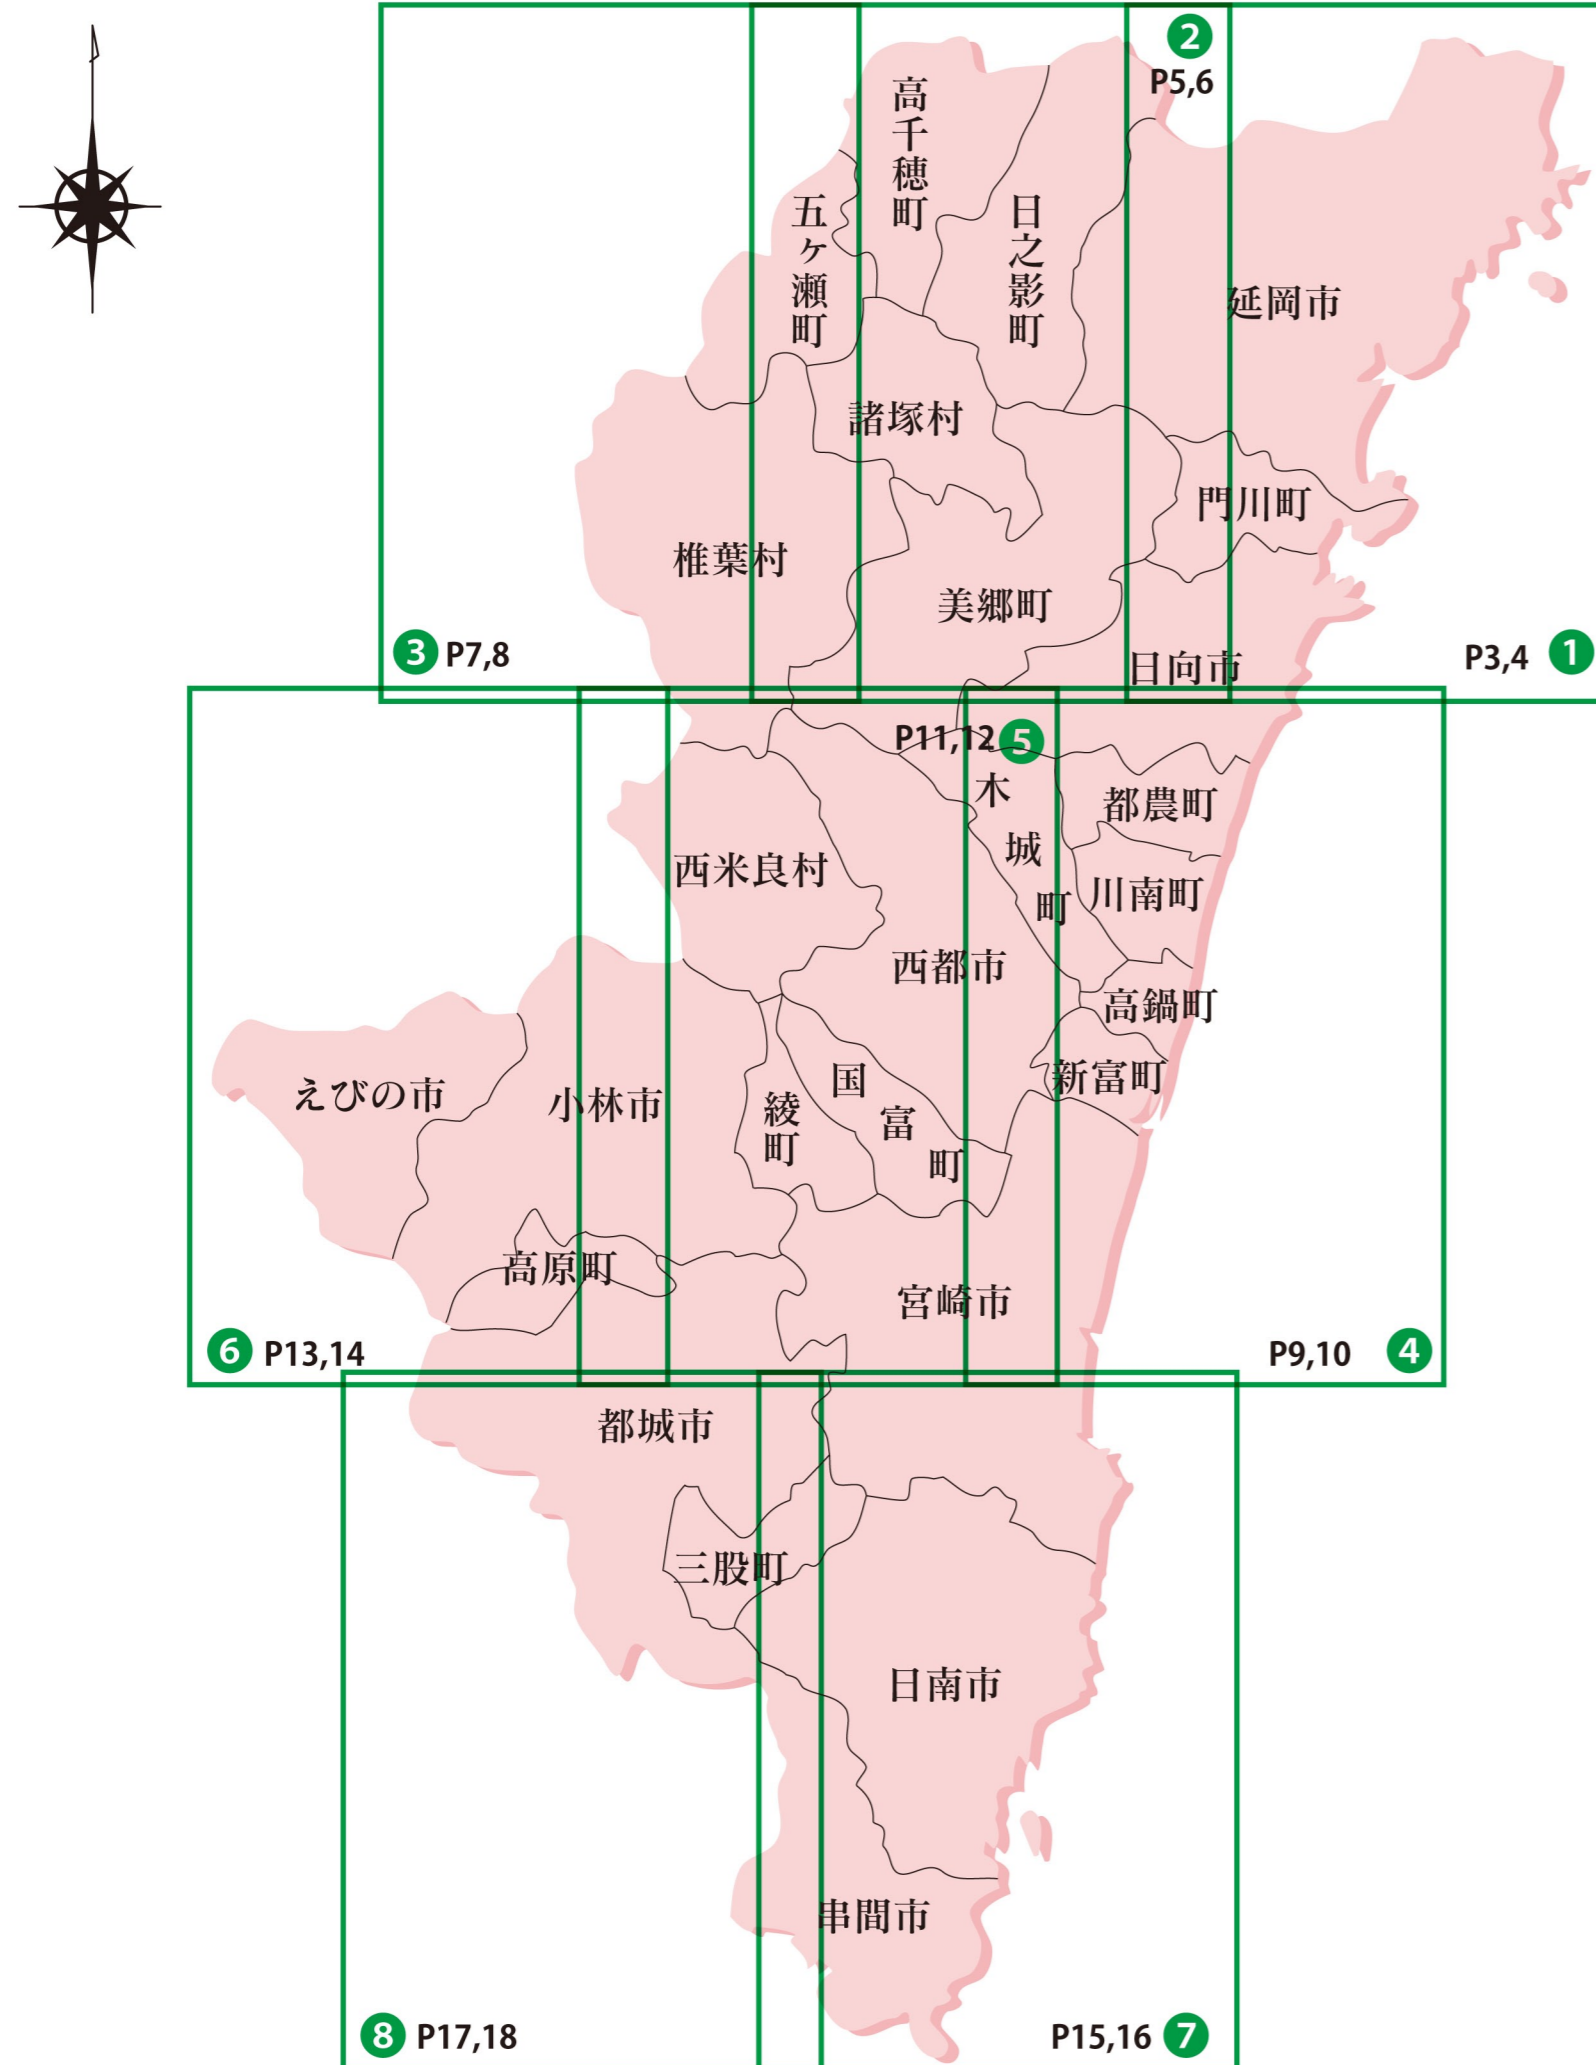 2
P5,6
高千穂町
五ヶ瀬町
日之影町
延岡市
諸塚村
門川町
椎葉村
美郷町
3 P7,8
日向市
P3,4 1
P11,12 5
木城町
都農町
西米良村
川南町
西都市
高鍋町
新富町
えびの市
小林市
綾町
国富町
高原町
宮崎市
6 P13,14
P9,10 4
都城市
三股町
日南市
串間市
8 P17,18
P15,16 7